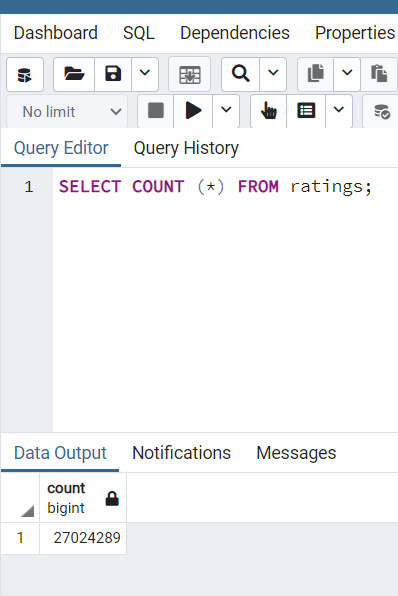 Dashboard SQL Dependencies Properties
No limit
Query Editor Query History
1 SELECT COUNT (*) FROM ratings;
Data Output Notifications Messages
count
bigint
1 27024289